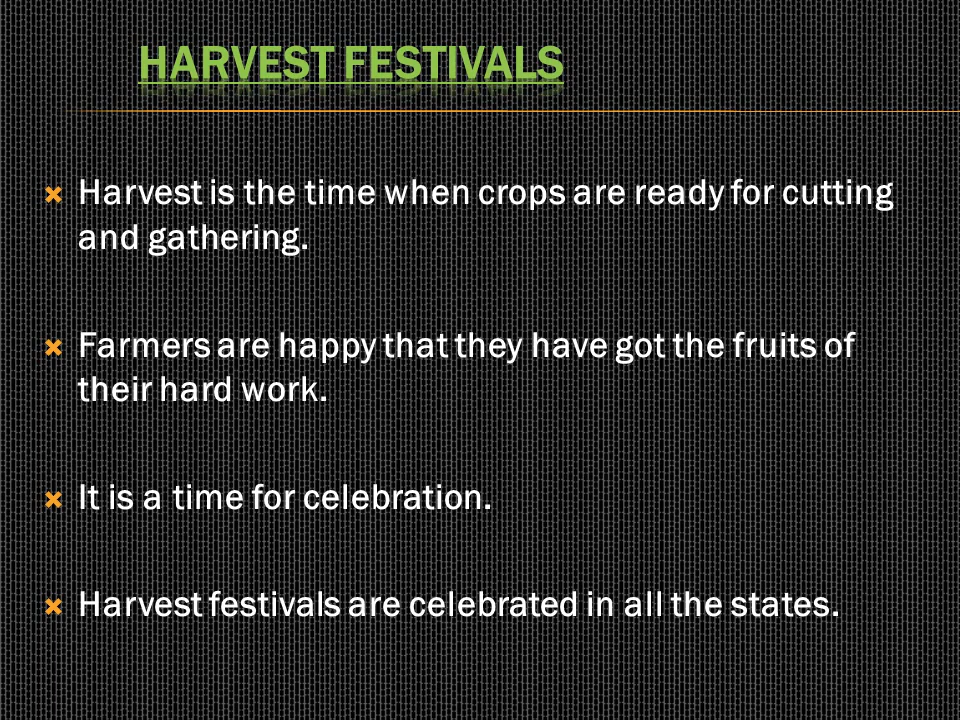 HARVEST FESTIVALS
Harvest is the time when crops are ready for cutting
and gathering.
Farmers are happy that they have got the fruits of
their hard work.
It is a time for celebration.
Harvest festivals are celebrated in all the states.